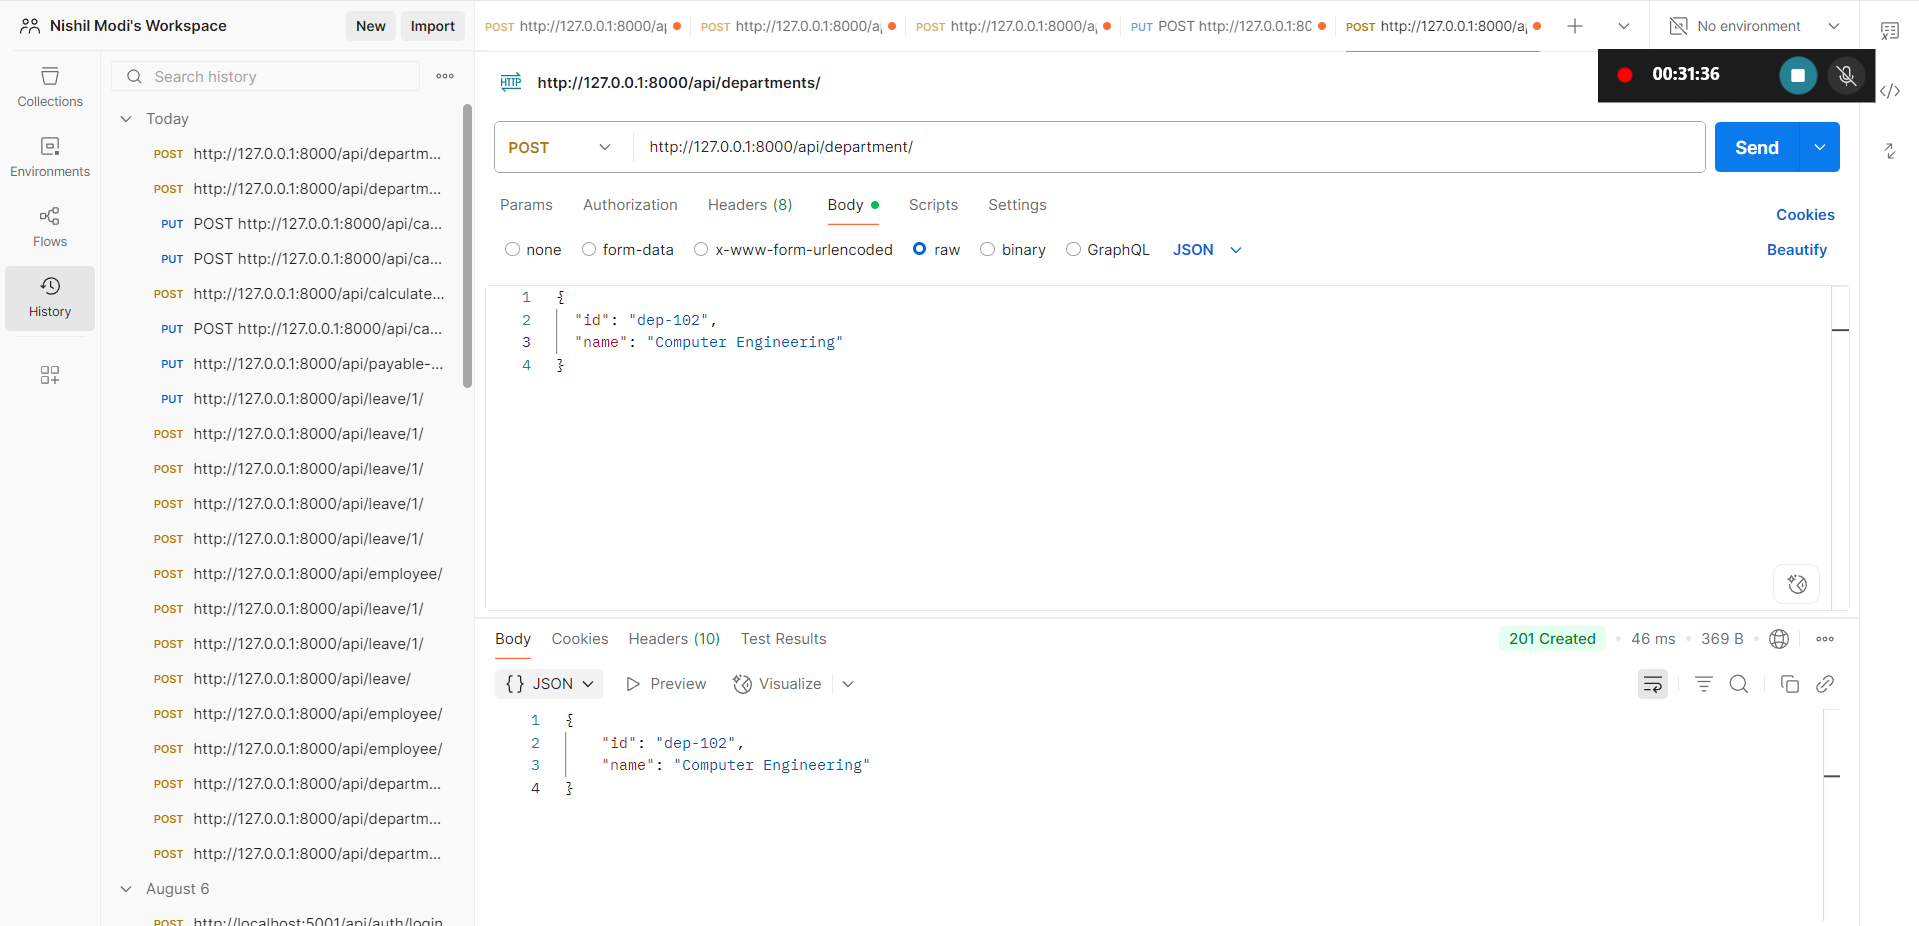 Nishil Modi's Workspace
New
Import
POST http://127.0.0.1:8000/ap
POST http://127.0.0.1:8000/ap
POST http://127.0.0.1:8000/ap
PUT POST http://127.0.0.1:80
POST http://127.0.0.1:8000/a
No environment
00:31:36
Collections
Environments
Flows
History
Search history
Today
POST http://127.0.0.1:8000/api/departm...
POST http://127.0.0.1:8000/api/departm...
PUT POST http://127.0.0.1:8000/api/ca...
PUT POST http://127.0.0.1:8000/api/ca...
POST http://127.0.0.1:8000/api/calculate...
PUT POST http://127.0.0.1:8000/api/ca...
PUT http://127.0.0.1:8000/api/payable-...
PUT http://127.0.0.1:8000/api/leave/1/
POST http://127.0.0.1:8000/api/leave/1/
POST http://127.0.0.1:8000/api/leave/1/
POST http://127.0.0.1:8000/api/leave/1/
POST http://127.0.0.1:8000/api/leave/1/
POST http://127.0.0.1:8000/api/employee/
POST http://127.0.0.1:8000/api/leave/1/
POST http://127.0.0.1:8000/api/leave/1/
POST http://127.0.0.1:8000/api/leave/
POST http://127.0.0.1:8000/api/employee/
POST http://127.0.0.1:8000/api/employee/
POST http://127.0.0.1:8000/api/departm...
POST http://127.0.0.1:8000/api/departm...
POST http://127.0.0.1:8000/api/departm...
August 6
POST http://localhost:5001/api/auth/login
HTTP http://127.0.0.1:8000/api/departments/
POST http://127.0.0.1:8000/api/department/
Send
Params Authorization Headers (8) Body Scripts Settings
Cookies
none form-data x-www-form-urlencoded raw binary GraphQL JSON
Beautify
1 {
2 "id": "dep-102",
3 "name": "Computer Engineering"
4 }
Body Cookies Headers (10) Test Results
201 Created 46 ms 369 B
{} JSON Preview Visualize
1 {
2 "id": "dep-102",
3 "name": "Computer Engineering"
4 }